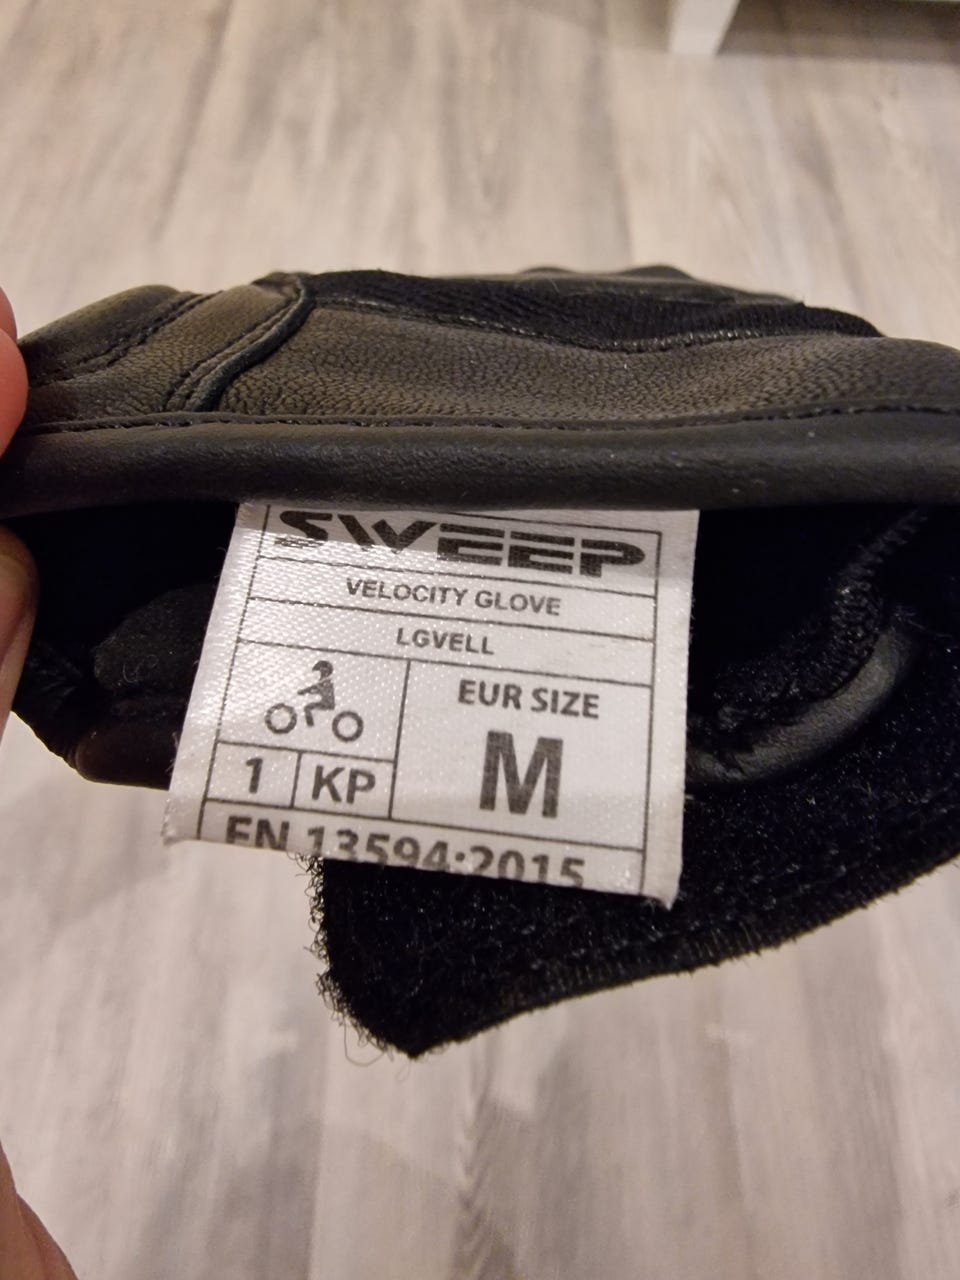 SWEEP
VELOCITY GLOVE
LGVELL
EUR SIZE
M
1 KP
EN 13594:2015